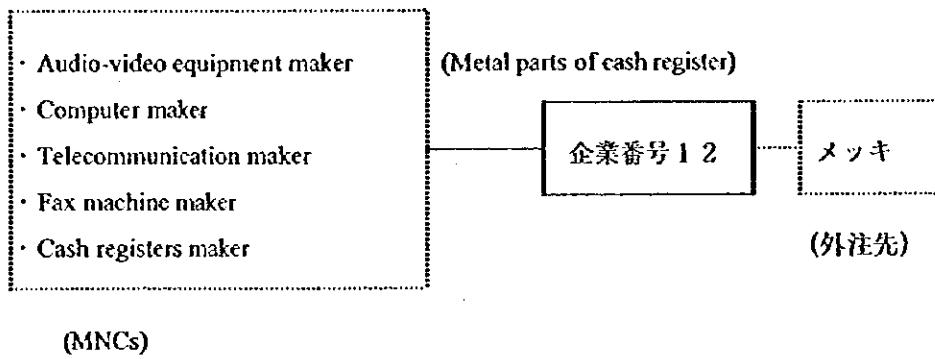 ・ Audio-video equipment maker
・ Computer maker
・ Telecommunication maker
・ Fax machine maker
・ Cash registers maker
(MNCs)
(Metal parts of cash register)
企業番号１２
メッキ
(外注先)